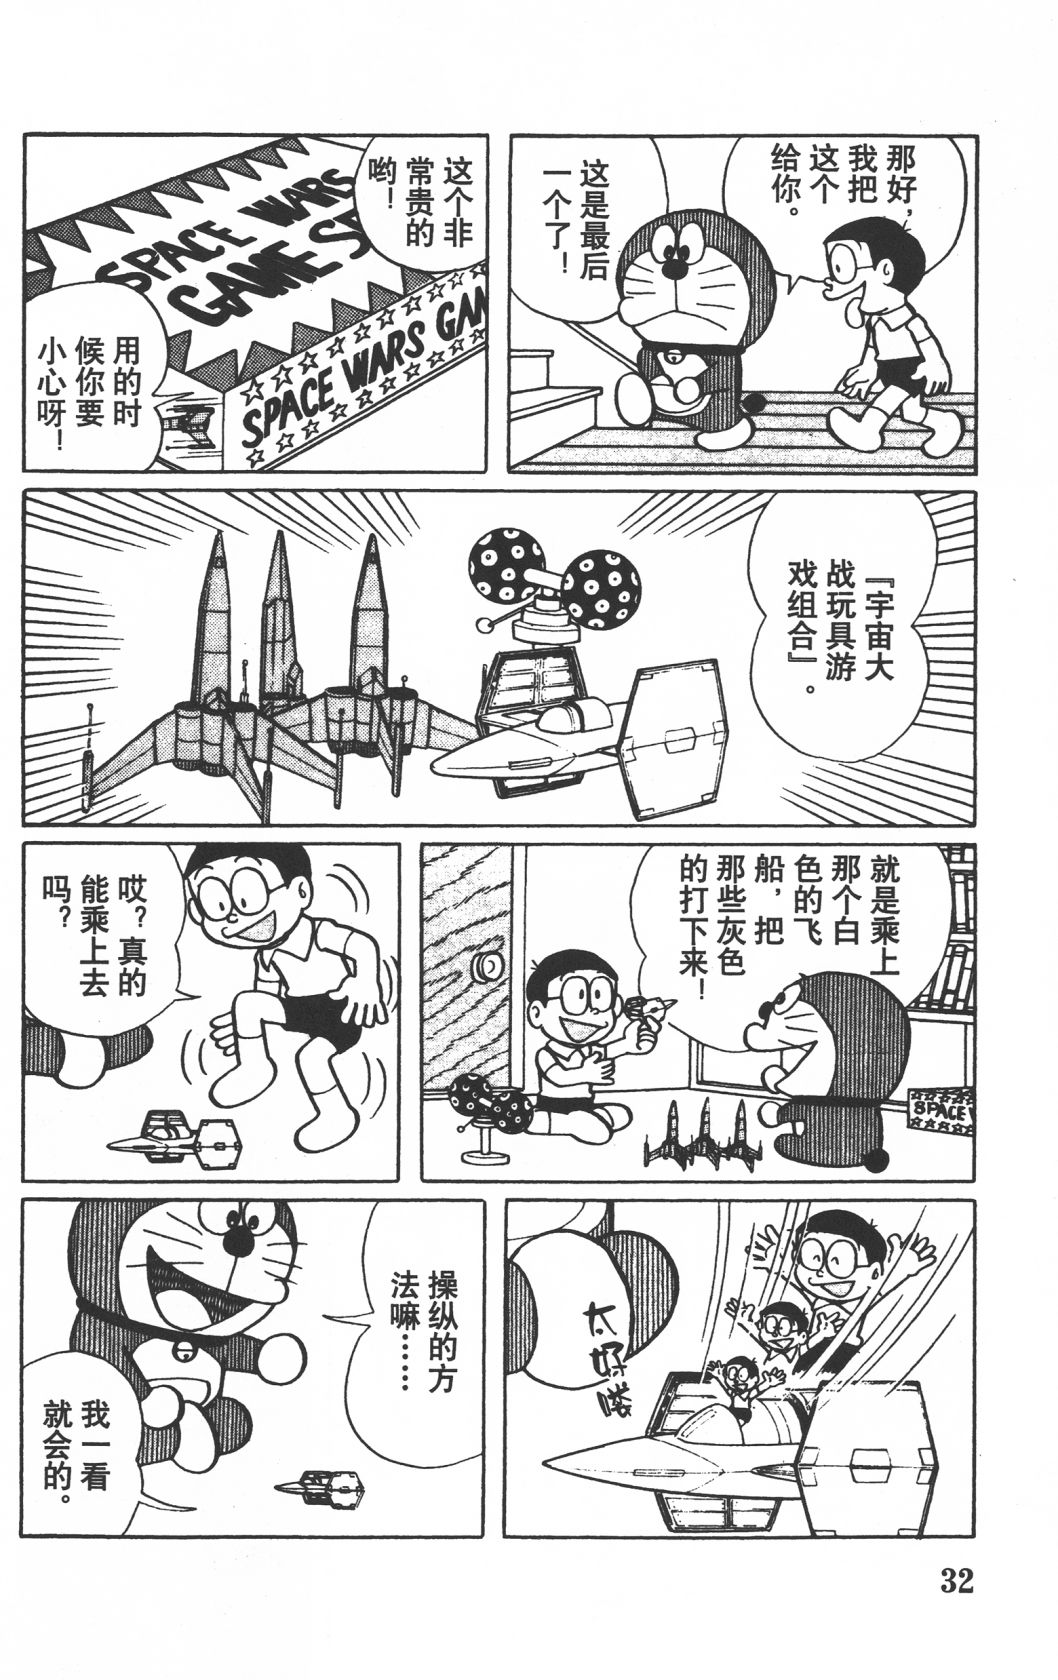 那好，
我把
这个
给你。
这是最后
一个了！
这个非
常贵的
哟！
SPACE WARS
GAME S
SPACE WARS GAM
用的时
候你要
小心呀！
『宇宙大
战玩具游
戏组合』。
就是乘上
那个白
色的飞
船，把
那些灰色
的打下来！
SPACE W
哎？真的
能乘上去
吗？
太好喽
操纵的方
法嘛……
我一看
就会的。
32